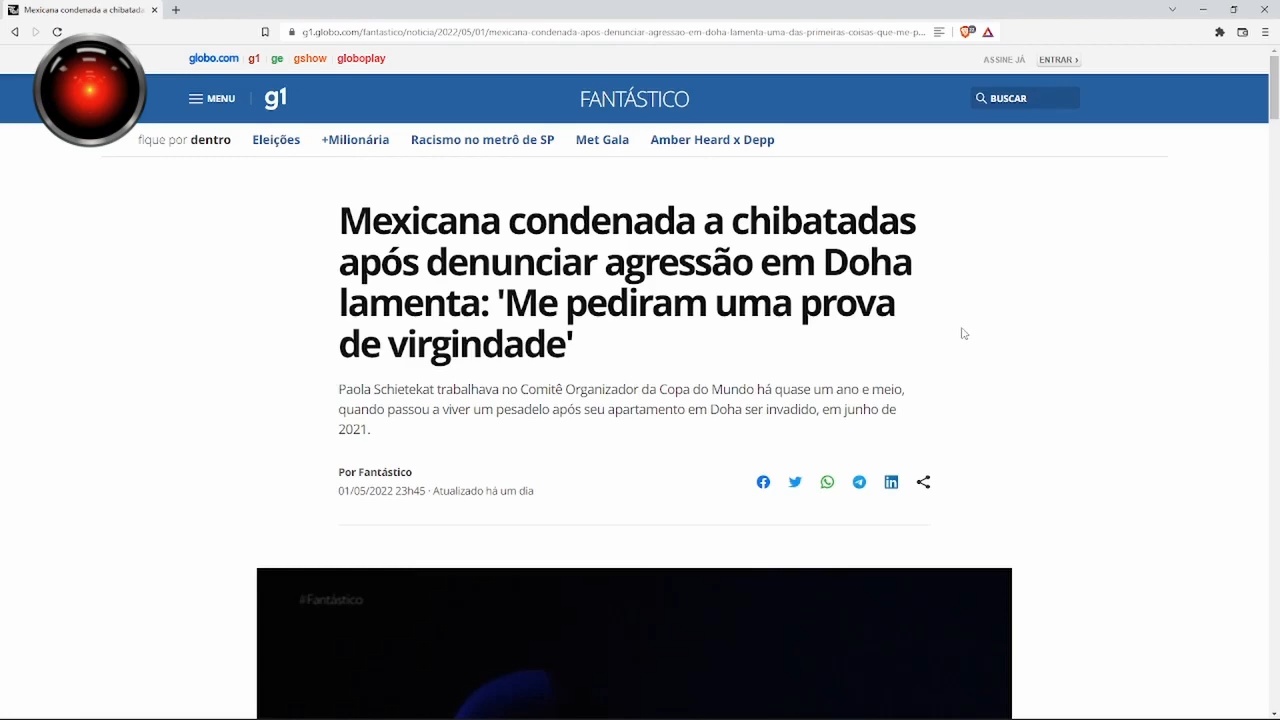 Mexicana condenada a chibatada
g1.globo.com/fantastico/noticia/2022/05/01/mexicana-condenada-apos-denunciar-agressao-em-doha-lamenta-uma-das-primeiras-coisas-que-me-p...
globo.com g1 ge gshow globoplay ASSINE JÁ ENTRAR ›
MENU g1 FANTÁSTICO BUSCAR
fique por dentro Eleições +Milionária Racismo no metrô de SP Met Gala Amber Heard x Depp
Mexicana condenada a chibatadas
após denunciar agressão em Doha
lamenta: 'Me pediram uma prova
de virgindade'
Paola Schietekat trabalhava no Comitê Organizador da Copa do Mundo há quase um ano e meio,
quando passou a viver um pesadelo após seu apartamento em Doha ser invadido, em junho de
2021.
Por Fantástico
01/05/2022 23h45 · Atualizado há um dia
#Fantástico